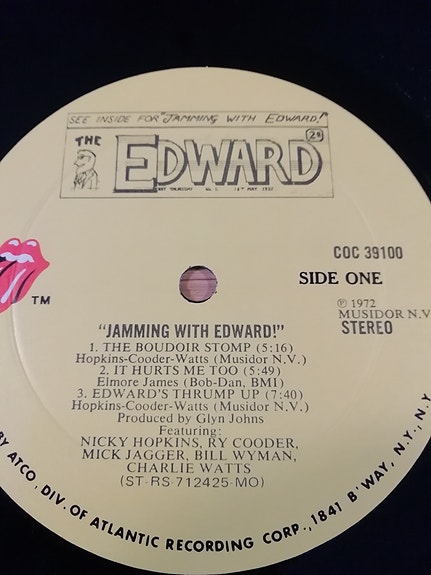 SEE INSIDE FOR "JAMMING WITH EDWARD!"
THE
EDWARD
COC 39100
SIDE ONE
℗ 1972
MUSIDOR N.V.
STEREO
TM
"JAMMING WITH EDWARD!"
1. THE BOUDOIR STOMP (5:16)
Hopkins-Cooder-Watts (Musidor N.V.)
2. IT HURTS ME TOO (5:49)
Elmore James (Bob-Dan, BMI)
3. EDWARD'S THRUMP UP (7:40)
Hopkins-Cooder-Watts (Musidor N.V.)
Produced by Glyn Johns
Featuring:
NICKY HOPKINS, RY COODER,
MICK JAGGER, BILL WYMAN,
CHARLIE WATTS
(ST-RS-712425-MO)
BY ATCO, DIV. OF ATLANTIC RECORDING CORP., 1841 B'WAY, N.Y., N.Y.